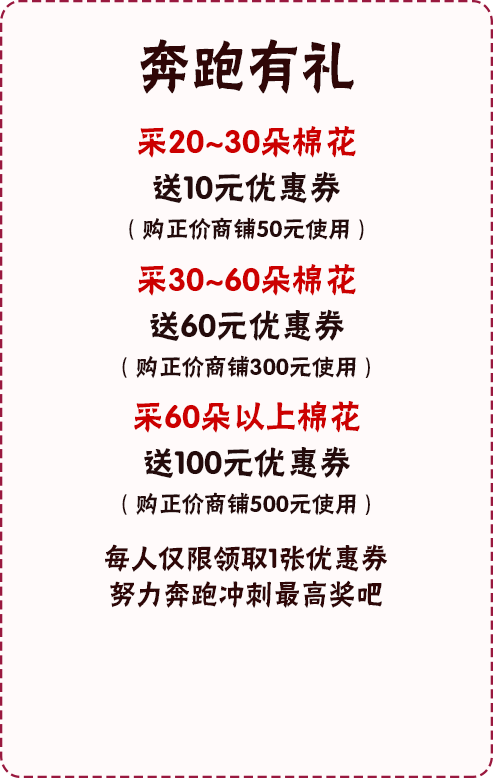 奔跑有礼
采20~30朵棉花
送10元优惠券
（购正价商铺50元使用）
采30~60朵棉花
送60元优惠券
（购正价商铺300元使用）
采60朵以上棉花
送100元优惠券
（购正价商铺500元使用）
每人仅限领取1张优惠券
努力奔跑冲刺最高奖吧